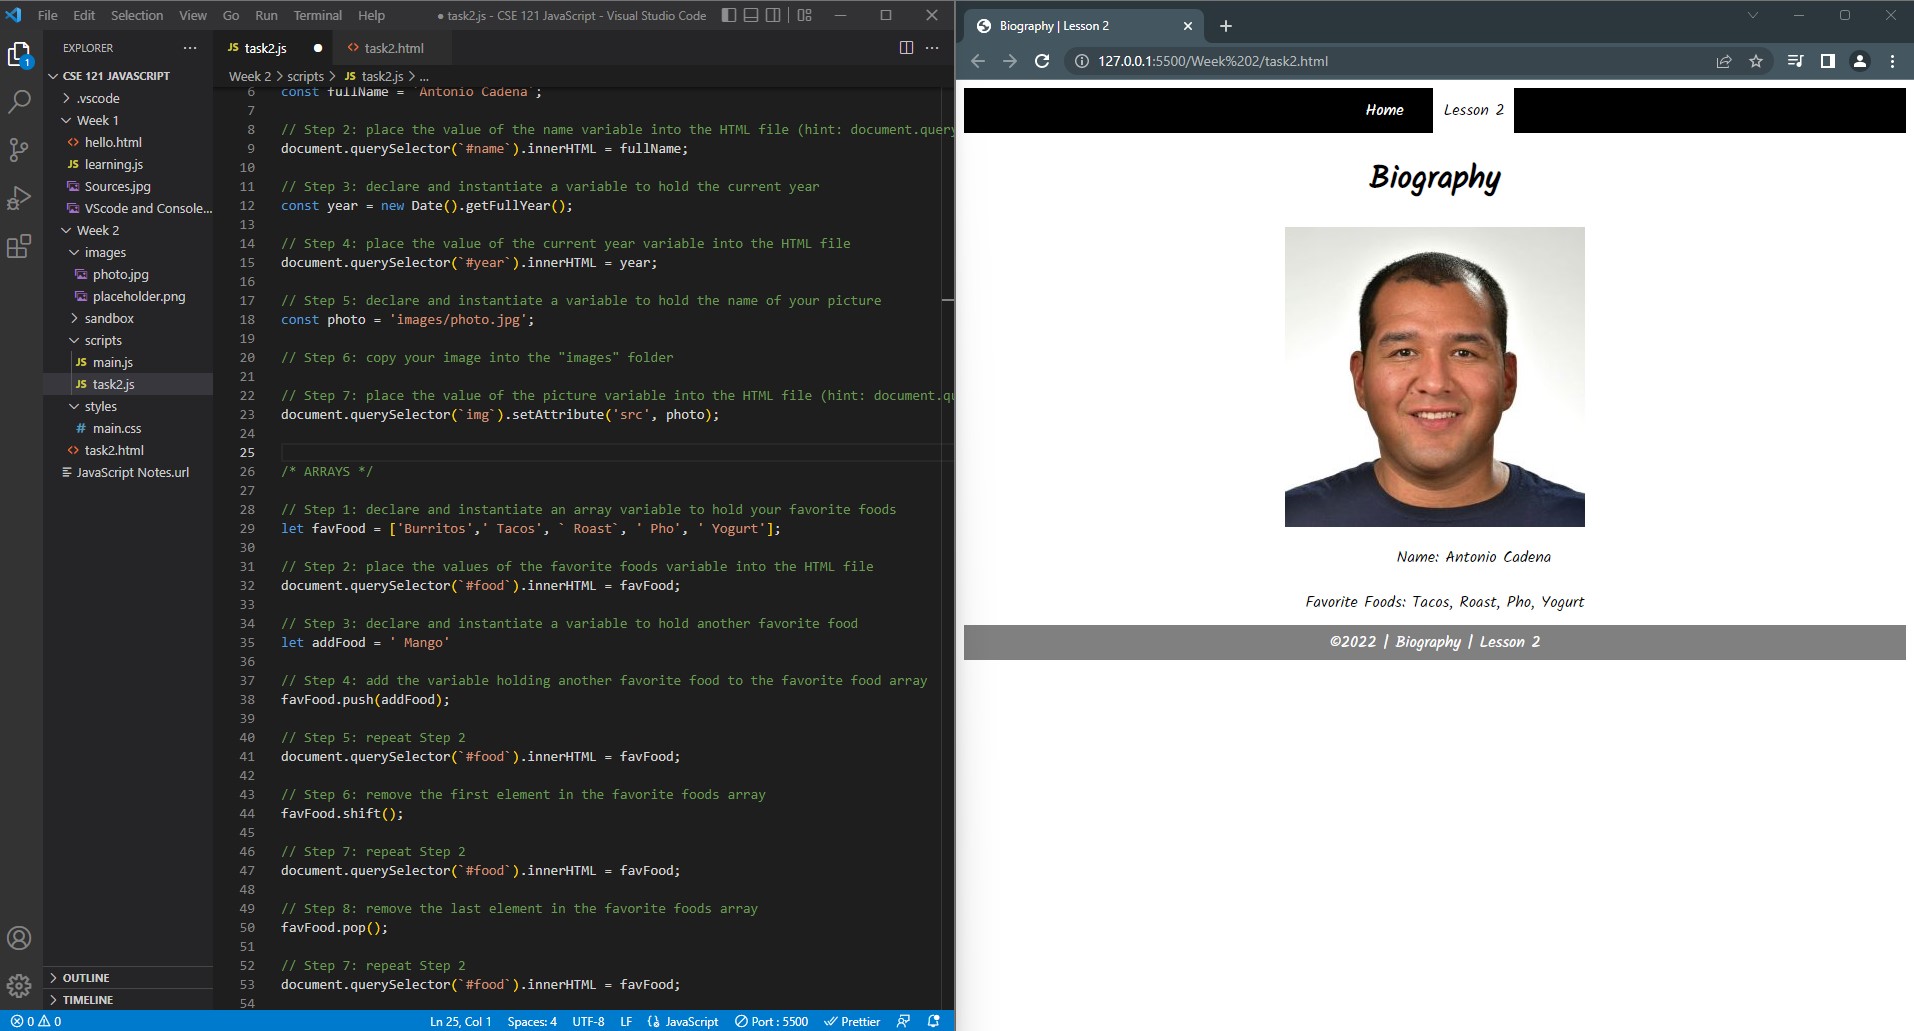 File Edit Selection View Go Run Terminal Help
● task2.js - CSE 121 JavaScript - Visual Studio Code
EXPLORER ...
1
CSE 121 JAVASCRIPT
.vscode
Week 1
hello.html
JS learning.js
Sources.jpg
VScode and Console...
Week 2
images
photo.jpg
placeholder.png
sandbox
scripts
JS main.js
JS task2.js
styles
# main.css
task2.html
JavaScript Notes.url
OUTLINE
TIMELINE
JS task2.js ●
task2.html
Week 2 > scripts > JS task2.js > ...
6 const fullName = `Antonio Cadena`;
7
8 // Step 2: place the value of the name variable into the HTML file (hint: document.query
9 document.querySelector(`#name`).innerHTML = fullName;
10
11 // Step 3: declare and instantiate a variable to hold the current year
12 const year = new Date().getFullYear();
13
14 // Step 4: place the value of the current year variable into the HTML file
15 document.querySelector(`#year`).innerHTML = year;
16
17 // Step 5: declare and instantiate a variable to hold the name of your picture
18 const photo = 'images/photo.jpg';
19
20 // Step 6: copy your image into the "images" folder
21
22 // Step 7: place the value of the picture variable into the HTML file (hint: document.qu
23 document.querySelector(`img`).setAttribute('src', photo);
24
25
26 /* ARRAYS */
27
28 // Step 1: declare and instantiate an array variable to hold your favorite foods
29 let favFood = ['Burritos',' Tacos', ` Roast`, ' Pho', ' Yogurt'];
30
31 // Step 2: place the values of the favorite foods variable into the HTML file
32 document.querySelector(`#food`).innerHTML = favFood;
33
34 // Step 3: declare and instantiate a variable to hold another favorite food
35 let addFood = ' Mango'
36
37 // Step 4: add the variable holding another favorite food to the favorite food array
38 favFood.push(addFood);
39
40 // Step 5: repeat Step 2
41 document.querySelector(`#food`).innerHTML = favFood;
42
43 // Step 6: remove the first element in the favorite foods array
44 favFood.shift();
45
46 // Step 7: repeat Step 2
47 document.querySelector(`#food`).innerHTML = favFood;
48
49 // Step 8: remove the last element in the favorite foods array
50 favFood.pop();
51
52 // Step 7: repeat Step 2
53 document.querySelector(`#food`).innerHTML = favFood;
54
0 0 Ln 25, Col 1 Spaces: 4 UTF-8 LF JavaScript Port : 5500 Prettier
Biography | Lesson 2
127.0.0.1:5500/Week%202/task2.html
Home Lesson 2
Biography
Name: Antonio Cadena
Favorite Foods: Tacos, Roast, Pho, Yogurt
©2022 | Biography | Lesson 2